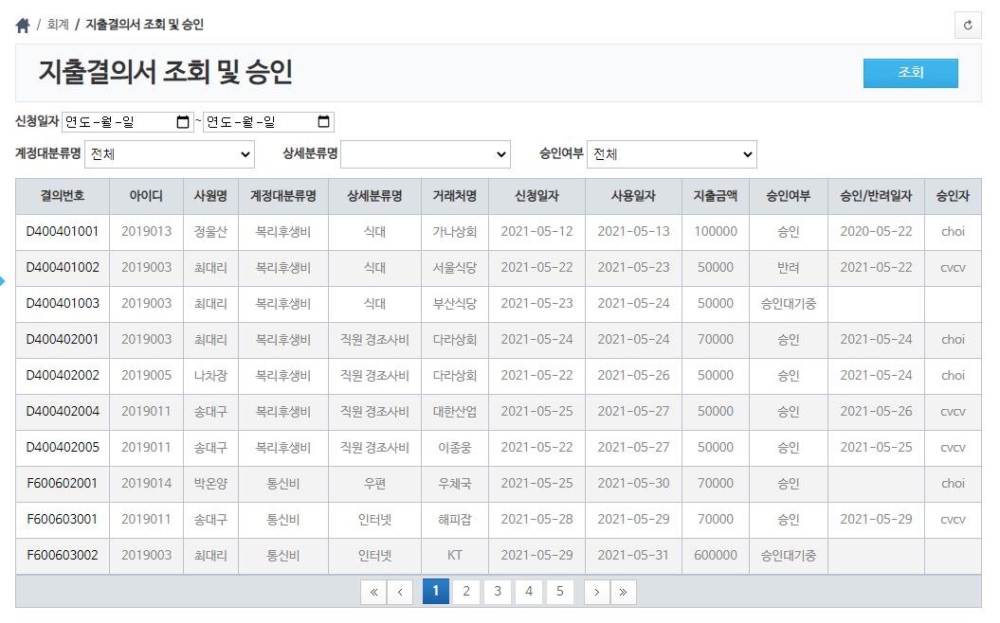 / 회계 / 지출결의서 조회 및 승인
지출결의서 조회 및 승인
조회
신청일자 연도-월-일 ~ 연도-월-일
계정대분류명 전체 상세분류명 승인여부 전체
결의번호 아이디 사원명 계정대분류명 상세분류명 거래처명 신청일자 사용일자 지출금액 승인여부 승인/반려일자 승인자
D400401001 2019013 정울산 복리후생비 식대 가나상회 2021-05-12 2021-05-13 100000 승인 2020-05-22 choi
D400401002 2019003 최대리 복리후생비 식대 서울식당 2021-05-22 2021-05-23 50000 반려 2021-05-22 cvcv
D400401003 2019003 최대리 복리후생비 식대 부산식당 2021-05-23 2021-05-24 50000 승인대기중
D400402001 2019003 최대리 복리후생비 직원 경조사비 다라상회 2021-05-24 2021-05-24 70000 승인 2021-05-24 choi
D400402002 2019005 나차장 복리후생비 직원 경조사비 다라상회 2021-05-22 2021-05-26 50000 승인 2021-05-24 choi
D400402004 2019011 송대구 복리후생비 직원 경조사비 대한산업 2021-05-25 2021-05-27 50000 승인 2021-05-26 cvcv
D400402005 2019011 송대구 복리후생비 직원 경조사비 이종웅 2021-05-22 2021-05-27 50000 승인 2021-05-25 cvcv
F600602001 2019014 박온양 통신비 우편 우체국 2021-05-25 2021-05-30 70000 승인 choi
F600603001 2019011 송대구 통신비 인터넷 해피잡 2021-05-28 2021-05-29 70000 승인 2021-05-29 cvcv
F600603002 2019003 최대리 통신비 인터넷 KT 2021-05-29 2021-05-31 600000 승인대기중
« ‹ 1 2 3 4 5 › »